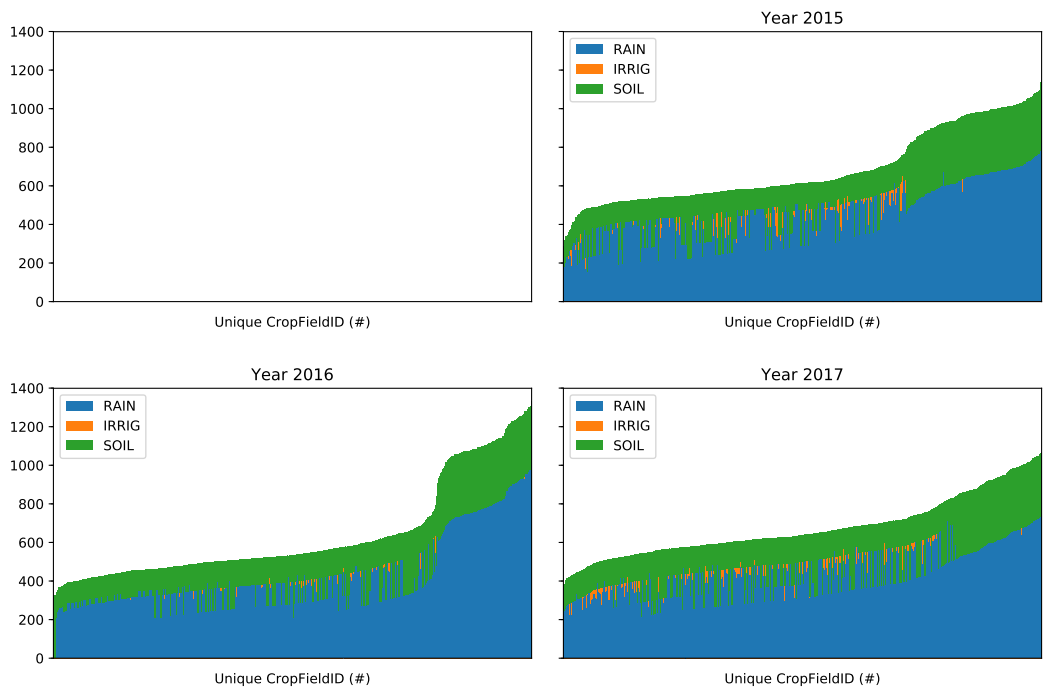 1400
1200
1000
800
600
400
200
0
Unique CropFieldID (#)
Year 2015
RAIN
IRRIG
SOIL
Unique CropFieldID (#)
Year 2016
1400
1200
1000
800
600
400
200
0
RAIN
IRRIG
SOIL
Unique CropFieldID (#)
Year 2017
RAIN
IRRIG
SOIL
Unique CropFieldID (#)